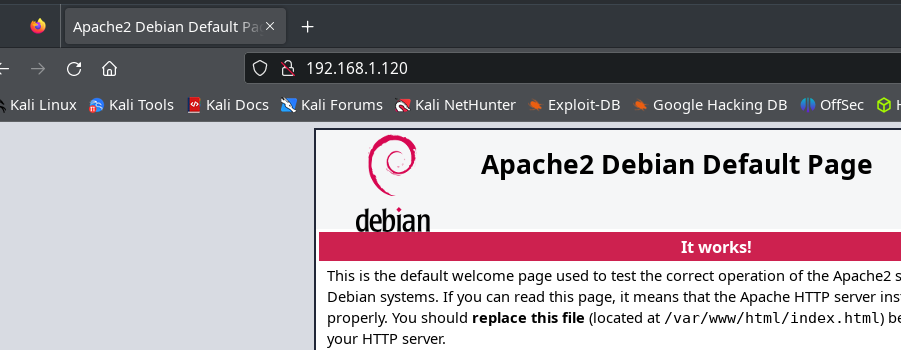 Apache2 Debian Default Pa
192.168.1.120
Kali Linux Kali Tools Kali Docs Kali Forums Kali NetHunter Exploit-DB Google Hacking DB OffSec
debian
Apache2 Debian Default Page
It works!
This is the default welcome page used to test the correct operation of the Apache2 s
Debian systems. If you can read this page, it means that the Apache HTTP server ins
properly. You should replace this file (located at /var/www/html/index.html) be
your HTTP server.